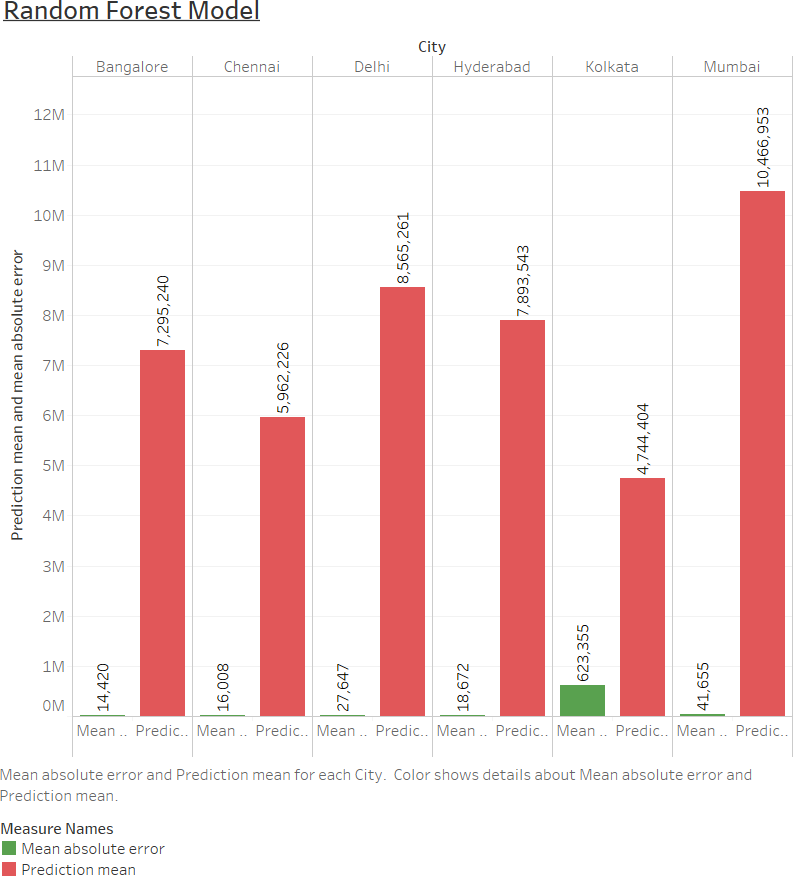 Random Forest Model
City
Bangalore Chennai Delhi Hyderabad Kolkata Mumbai
Prediction mean and mean absolute error
12M
11M
10M
9M
8M
7M
6M
5M
4M
3M
2M
1M
0M
14,420
7,295,240
16,008
5,962,226
27,647
8,565,261
18,672
7,893,543
623,355
4,744,404
41,655
10,466,953
Mean .. Predic.. Mean .. Predic.. Mean .. Predic.. Mean .. Predic.. Mean .. Predic.. Mean .. Predic..
Mean absolute error and Prediction mean for each City. Color shows details about Mean absolute error and
Prediction mean.
Measure Names
Mean absolute error
Prediction mean